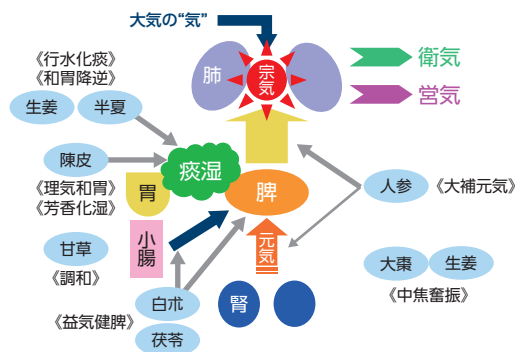 大気の“気”
《行水化痰》
《和胃降逆》
生姜
半夏
肺
宗気
衛気
営気
陳皮
痰湿
《理気和胃》
《芳香化湿》
胃
脾
人参
《大補元気》
小腸
元気
甘草
《調和》
大棗
生姜
《中焦奮振》
白朮
《益気健脾》
茯苓
腎